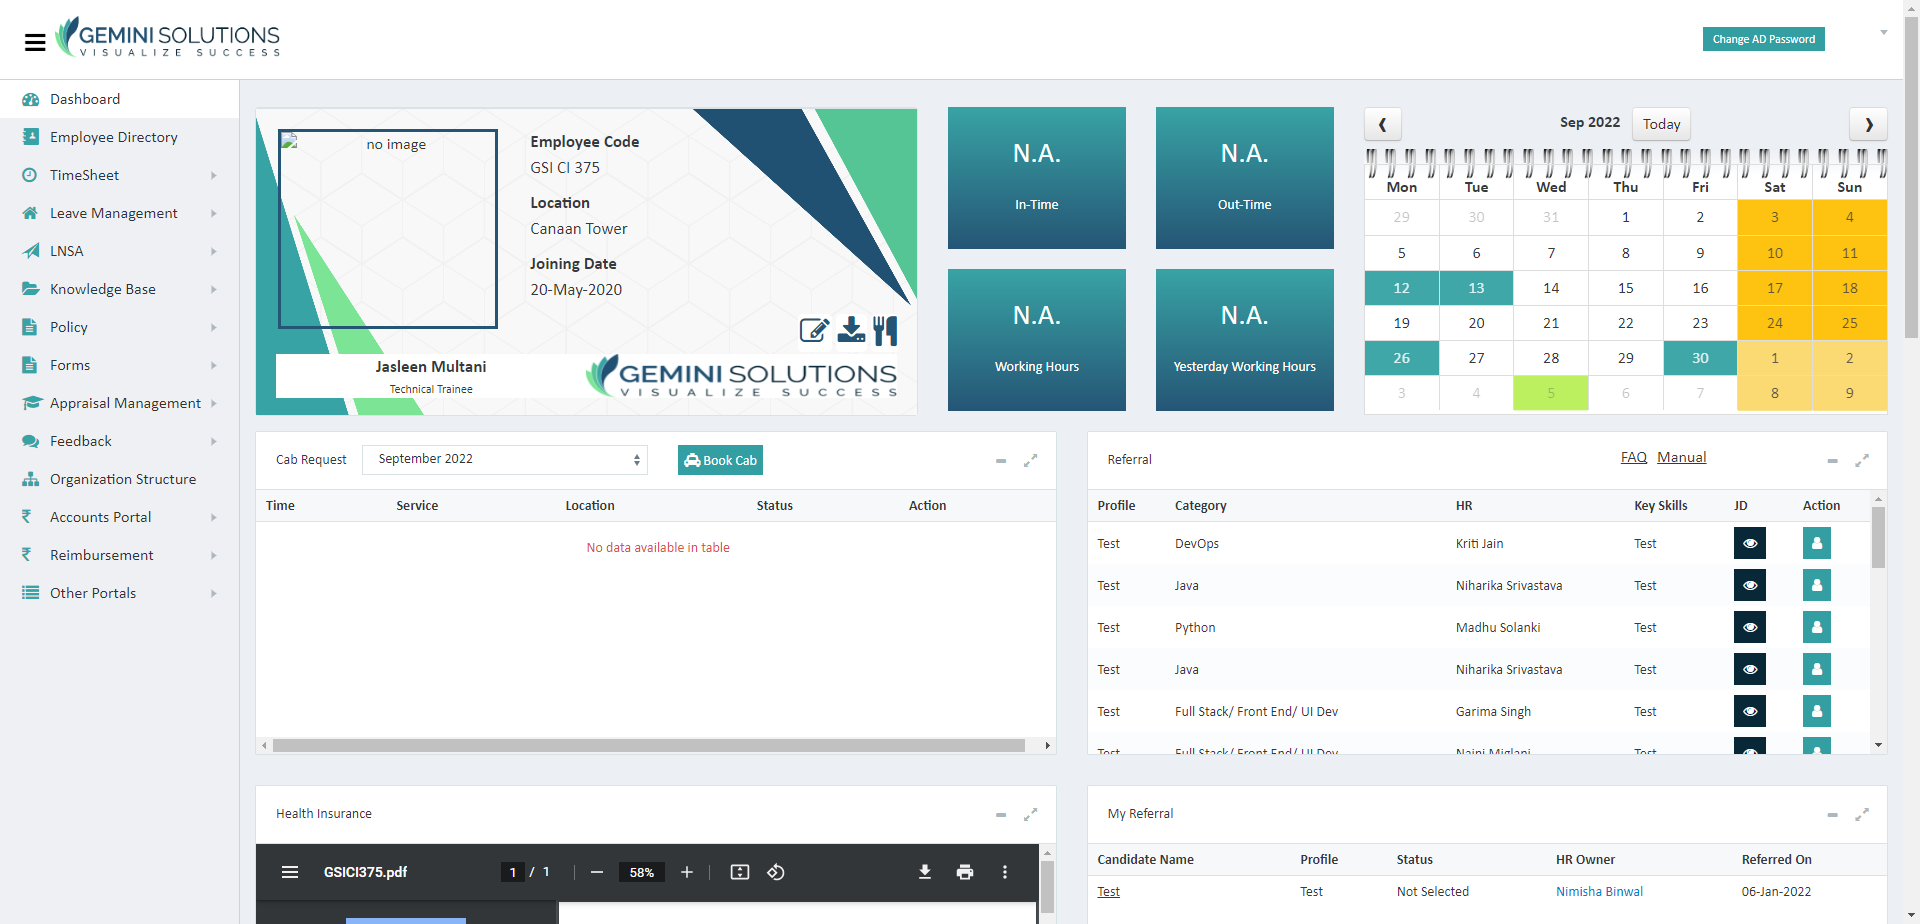 GEMINI SOLUTIONS
VISUALIZE SUCCESS
Change AD Password
Dashboard
Employee Directory
TimeSheet
Leave Management
LNSA
Knowledge Base
Policy
Forms
Appraisal Management
Feedback
Organization Structure
Accounts Portal
Reimbursement
Other Portals
no image
Employee Code
GSI CI 375
Location
Canaan Tower
Joining Date
20-May-2020
Jasleen Multani
Technical Trainee
GEMINI SOLUTIONS
VISUALIZE SUCCESS
N.A.
In-Time
N.A.
Out-Time
N.A.
Working Hours
N.A.
Yesterday Working Hours
Sep 2022 Today
Mon Tue Wed Thu Fri Sat Sun
29 30 31 1 2 3 4
5 6 7 8 9 10 11
12 13 14 15 16 17 18
19 20 21 22 23 24 25
26 27 28 29 30 1 2
3 4 5 6 7 8 9
Cab Request September 2022 Book Cab
Time Service Location Status Action
No data available in table
Referral FAQ Manual
Profile Category HR Key Skills JD Action
Test DevOps Kriti Jain Test
Test Java Niharika Srivastava Test
Test Python Madhu Solanki Test
Test Java Niharika Srivastava Test
Test Full Stack/ Front End/ UI Dev Garima Singh Test
Test Full Stack/ Front End/ UI Dev Naini Miglani Test
Health Insurance
GSICI375.pdf 1 / 1 58%
My Referral
Candidate Name Profile Status HR Owner Referred On
Test Test Not Selected Nimisha Binwal 06-Jan-2022